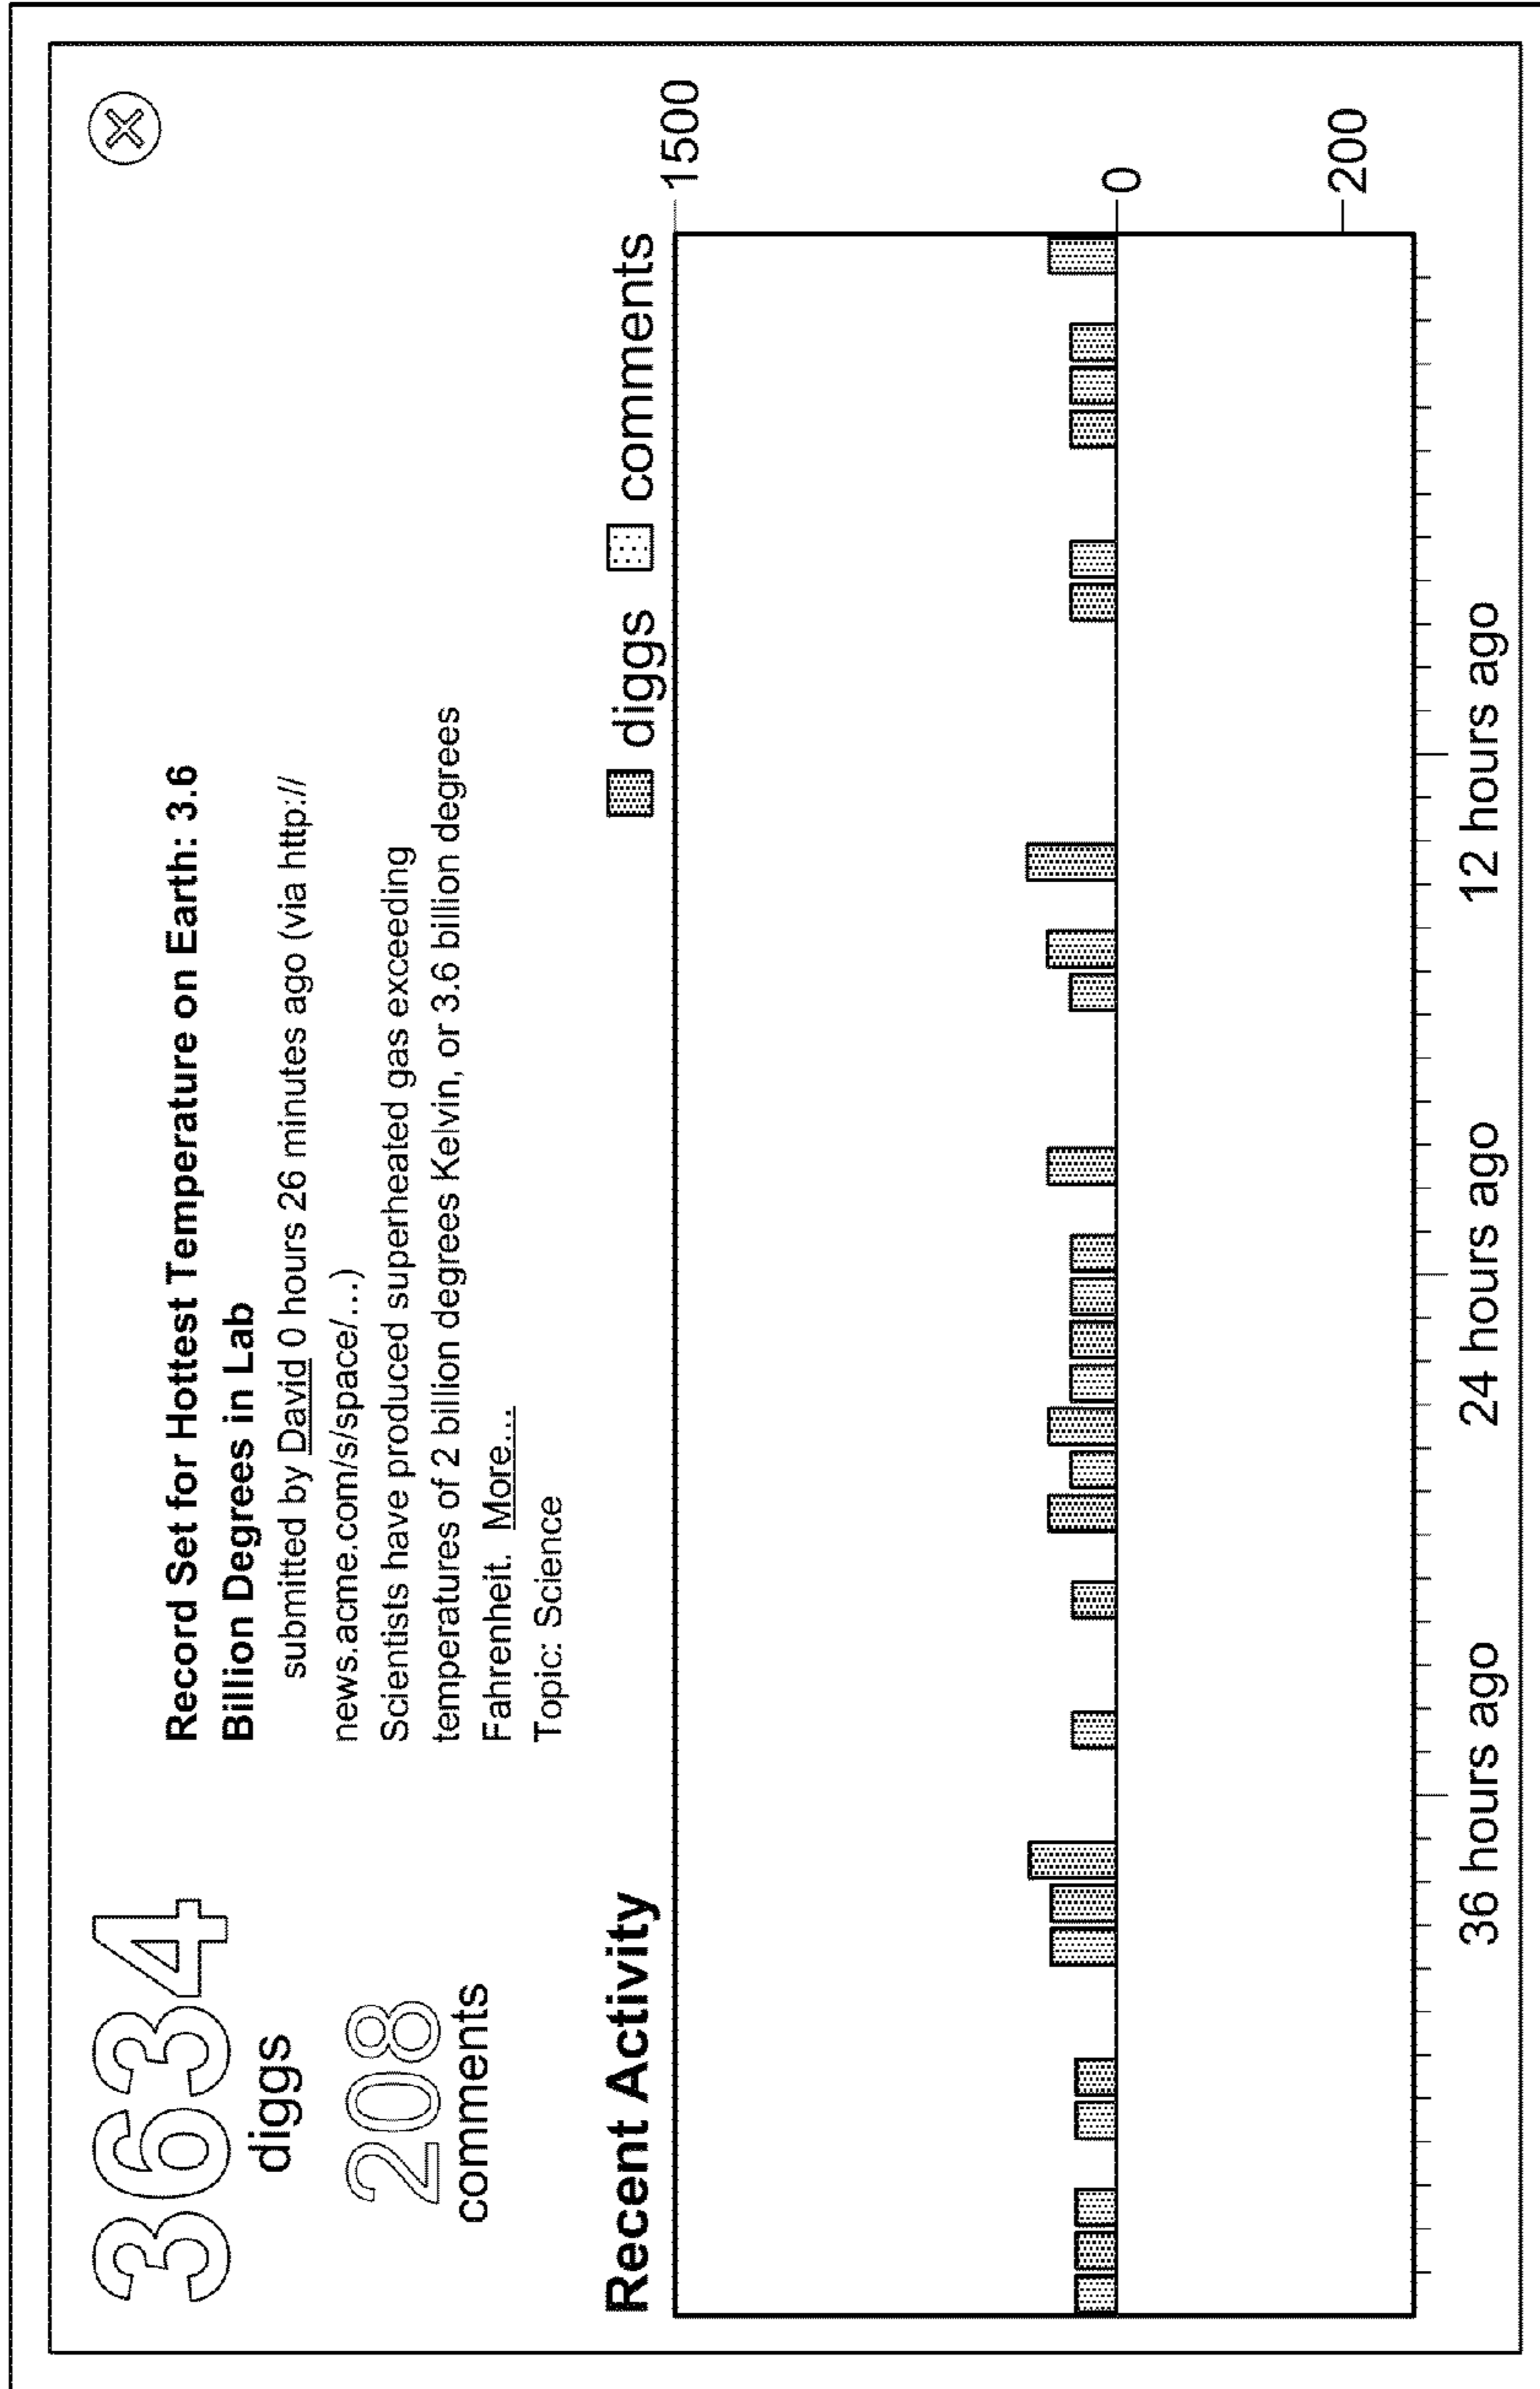 3634
diggs
208
comments
Record Set for Hottest Temperature on Earth: 3.6
Billion Degrees in Lab
submitted by David 0 hours 26 minutes ago (via http://
news.acme.com/s/space/...)
Scientists have produced superheated gas exceeding
temperatures of 2 billion degrees Kelvin, or 3.6 billion degrees
Fahrenheit. More...
Topic: Science
Recent Activity
diggs comments
1500
0
200
36 hours ago 24 hours ago 12 hours ago